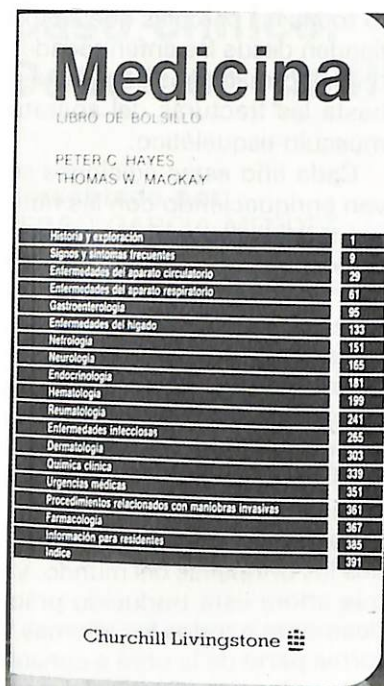 Medicina
LIBRO DE BOLSILLO
PETER C. HAYES
THOMAS W. MACKAY
Historia y exploración 1
Signos y síntomas frecuentes 9
Enfermedades del aparato circulatorio 29
Enfermedades del aparato respiratorio 61
Gastroenterología 95
Enfermedades del hígado 133
Nefrología 151
Neurología 165
Endocrinología 181
Hematología 199
Reumatología 241
Enfermedades infecciosas 265
Dermatología 303
Química clínica 339
Urgencias médicas 351
Procedimientos relacionados con maniobras invasivas 361
Farmacología 367
Información para residentes 385
Indice 391
Churchill Livingstone